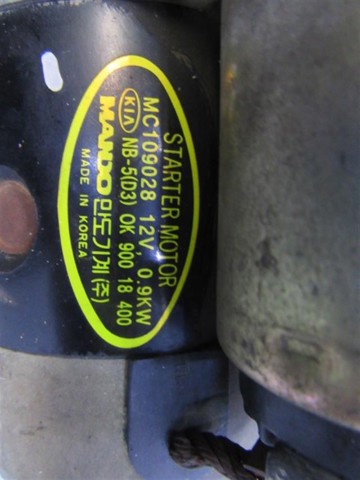 STARTER MOTOR
MC109028 12V, 0.9KW
KIA NB-5(D3) OK 900 18 400
MANDO 만도기계(주)
MADE IN KOREA